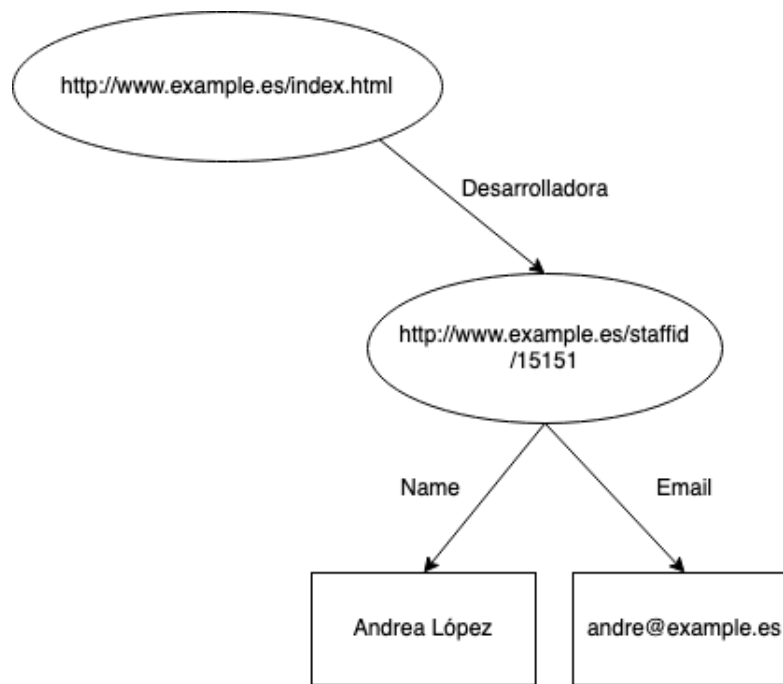 http://www.example.es/index.html
Desarrolladora
http://www.example.es/staffid
/15151
Name
Email
Andrea López
andre@example.es